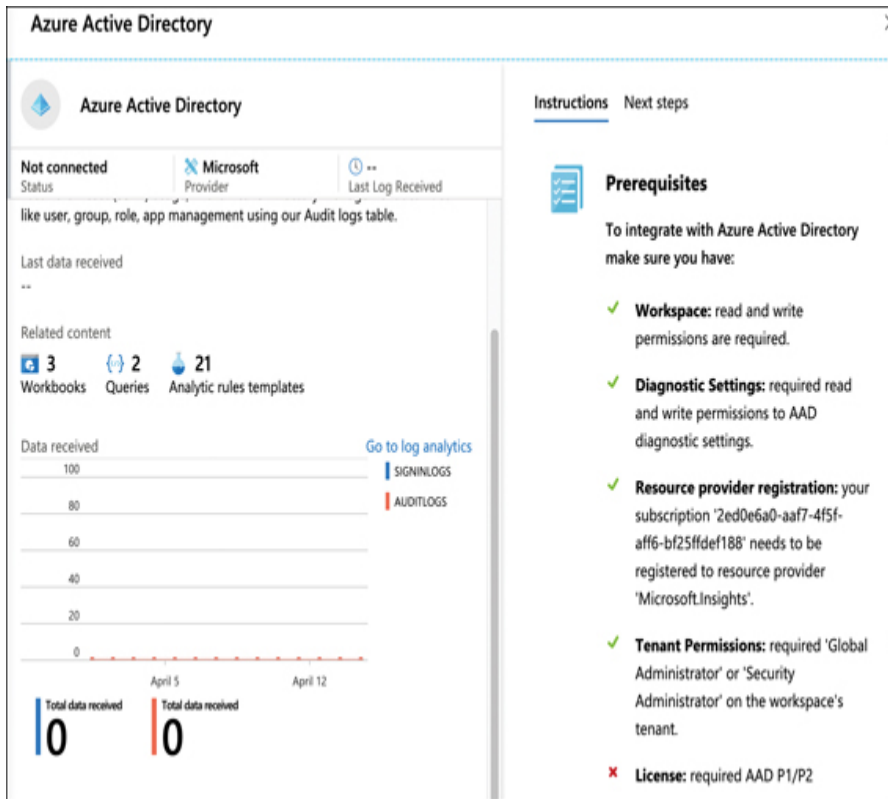 Azure Active Directory
Azure Active Directory
Not connected
Status
Microsoft
Provider
--
Last Log Received
like user, group, role, app management using our Audit logs table.
Last data received
--
Related content
3
Workbooks
2
Queries
21
Analytic rules templates
Data received
Go to log analytics
100
80
60
40
20
0
April 5
April 12
SIGNINLOGS
AUDITLOGS
Total data received
0
Total data received
0
Instructions
Next steps
Prerequisites
To integrate with Azure Active Directory
make sure you have:
Workspace: read and write
permissions are required.
Diagnostic Settings: required read
and write permissions to AAD
diagnostic settings.
Resource provider registration: your
subscription '2ed0e6a0-aaf7-4f5f-
aff6-bf25ffdef188' needs to be
registered to resource provider
'Microsoft.Insights'.
Tenant Permissions: required 'Global
Administrator' or 'Security
Administrator' on the workspace's
tenant.
License: required AAD P1/P2